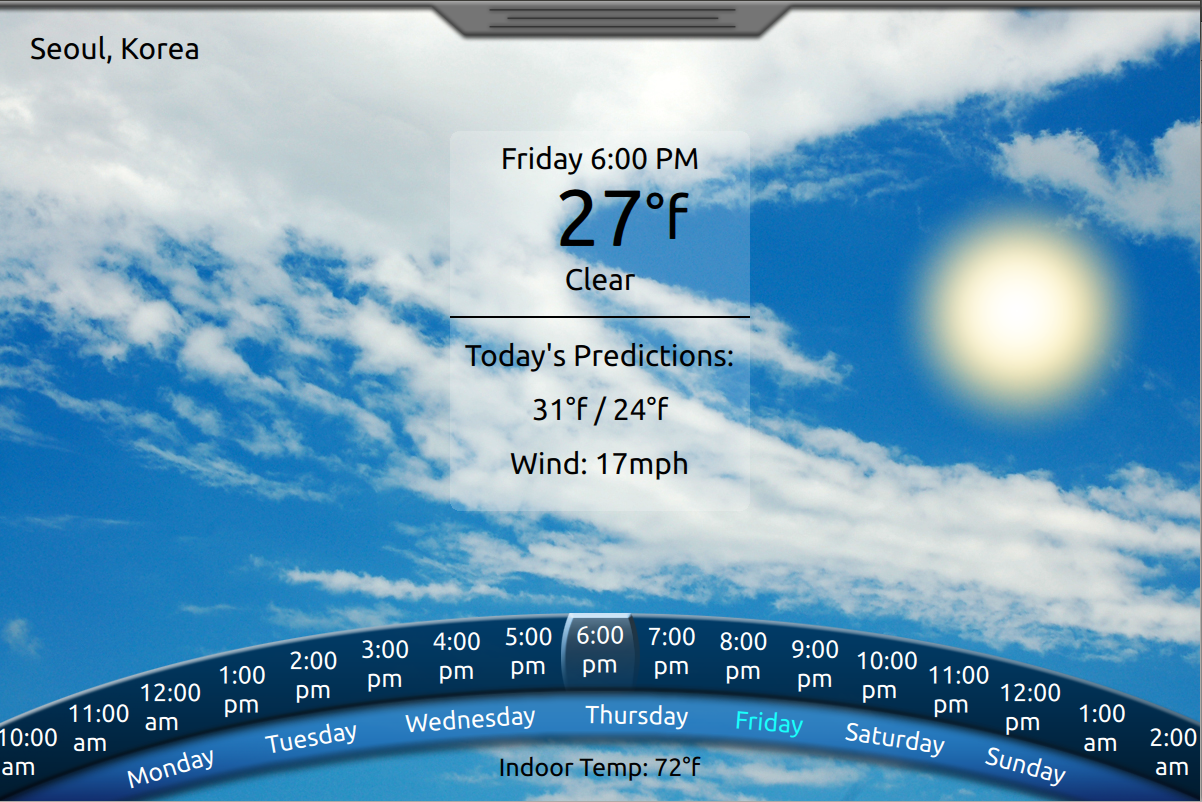 Seoul, Korea
Friday 6:00 PM
27°f
Clear
Today's Predictions:
31°f / 24°f
Wind: 17mph
10:00 am
11:00 am
12:00 am
1:00 pm
2:00 pm
3:00 pm
4:00 pm
5:00 pm
6:00 pm
7:00 pm
8:00 pm
9:00 pm
10:00 pm
11:00 pm
12:00 pm
1:00 am
2:00 am
Monday
Tuesday
Wednesday
Thursday
Friday
Saturday
Sunday
Indoor Temp: 72°f